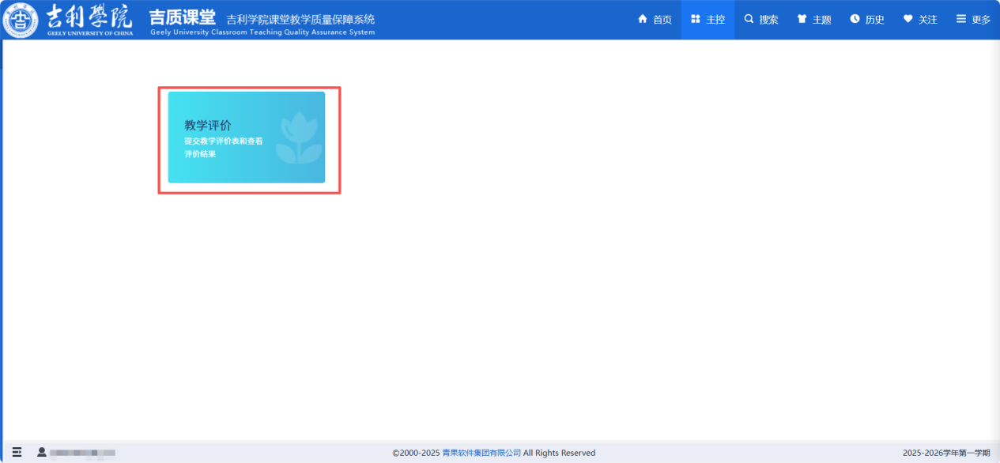 吉利學院
GEELY UNIVERSITY OF CHINA
吉质课堂 吉利学院课堂教学质量保障系统
Geely University Classroom Teaching Quality Assurance System
首页 主控 搜索 主题 历史 关注 更多
教学评价
提交教学评价表和查看
评价结果
©2000-2025 青果软件集团有限公司 All Rights Reserved
2025-2026学年第一学期